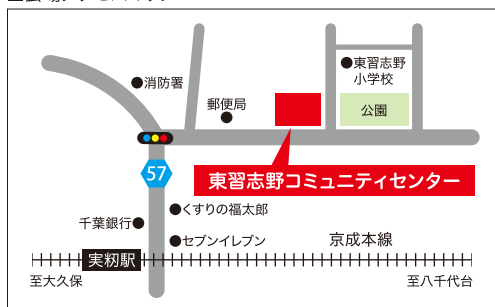 ●消防署
郵便局
●東習志野
小学校
公園
57
東習志野コミュニティセンター
●くすりの福太郎
千葉銀行●
●セブンイレブン
京成本線
実籾駅
至大久保
至八千代台